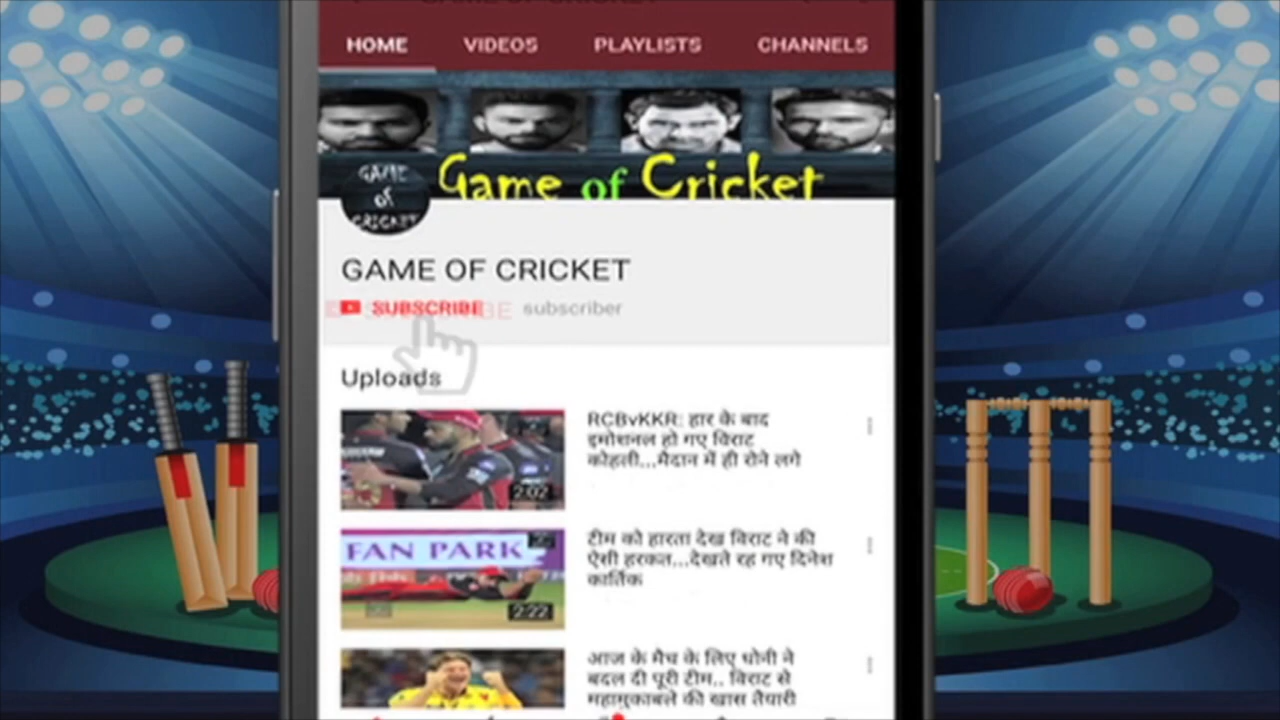 HOME VIDEOS PLAYLISTS CHANNELS
GAME
of
CRICKET
Game of Cricket
GAME OF CRICKET
SUBSCRIBE subscriber
Uploads
RCBvKKR: हार के बाद
इमोशनल हो गए विराट
कोहली...मैदान में ही रोने लगे
2:02
टीम को हारता देख विराट ने की
ऐसी हरकत...देखते रह गए दिनेश
कार्तिक
FAN PARK
2:22
आज के मैच के लिए धोनी ने
बदल दी पूरी टीम.. विराट से
महामुकाबले की खास तैयारी